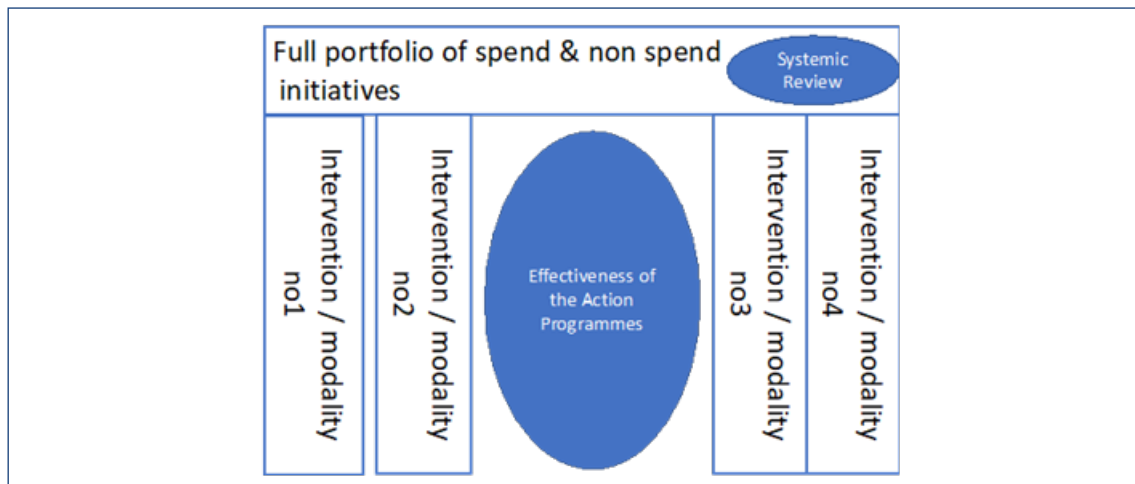 Full portfolio of spend & non spend
initiatives
Systemic
Review
Intervention / modality
no1
Intervention / modality
no2
Effectiveness of
the Action
Programmes
Intervention / modality
no3
Intervention / modality
no4